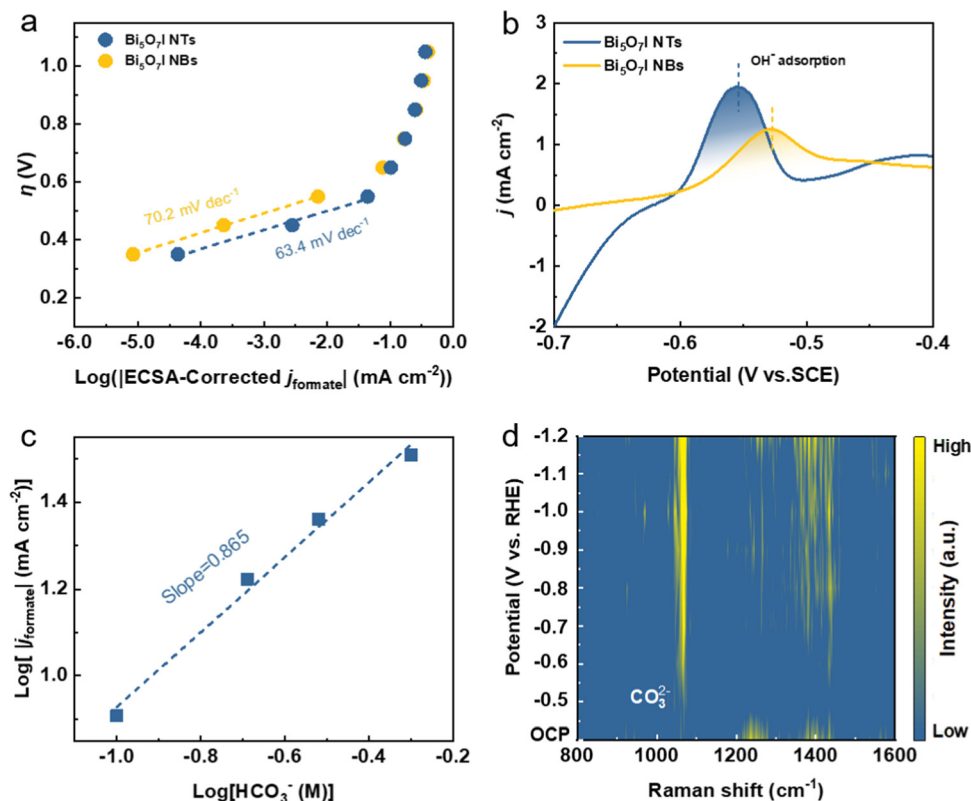 a
Bi₅O₇I NTs
Bi₅O₇I NBs
1.0
0.8
0.6
0.4
0.2
η (V)
70.2 mV dec⁻¹
63.4 mV dec⁻¹
-6.0 -5.0 -4.0 -3.0 -2.0 -1.0 0.0
Log(|ECSA-Corrected j_formate| (mA cm⁻²))
b
Bi₅O₇I NTs
Bi₅O₇I NBs
OH⁻ adsorption
3
2
1
0
-1
-2
j (mA cm⁻²)
-0.7 -0.6 -0.5 -0.4
Potential (V vs.SCE)
c
1.4
1.2
1.0
Log[ |j_formate| (mA cm⁻²)]
Slope=0.865
-1.0 -0.8 -0.6 -0.4 -0.2
Log[HCO₃⁻ (M)]
d
-1.2
-1.1
-1.0
-0.9
-0.8
-0.7
-0.6
-0.5
OCP
Potential (V vs. RHE)
CO₃²⁻
800 1000 1200 1400 1600
Raman shift (cm⁻¹)
High
Low
Intensity (a.u.)